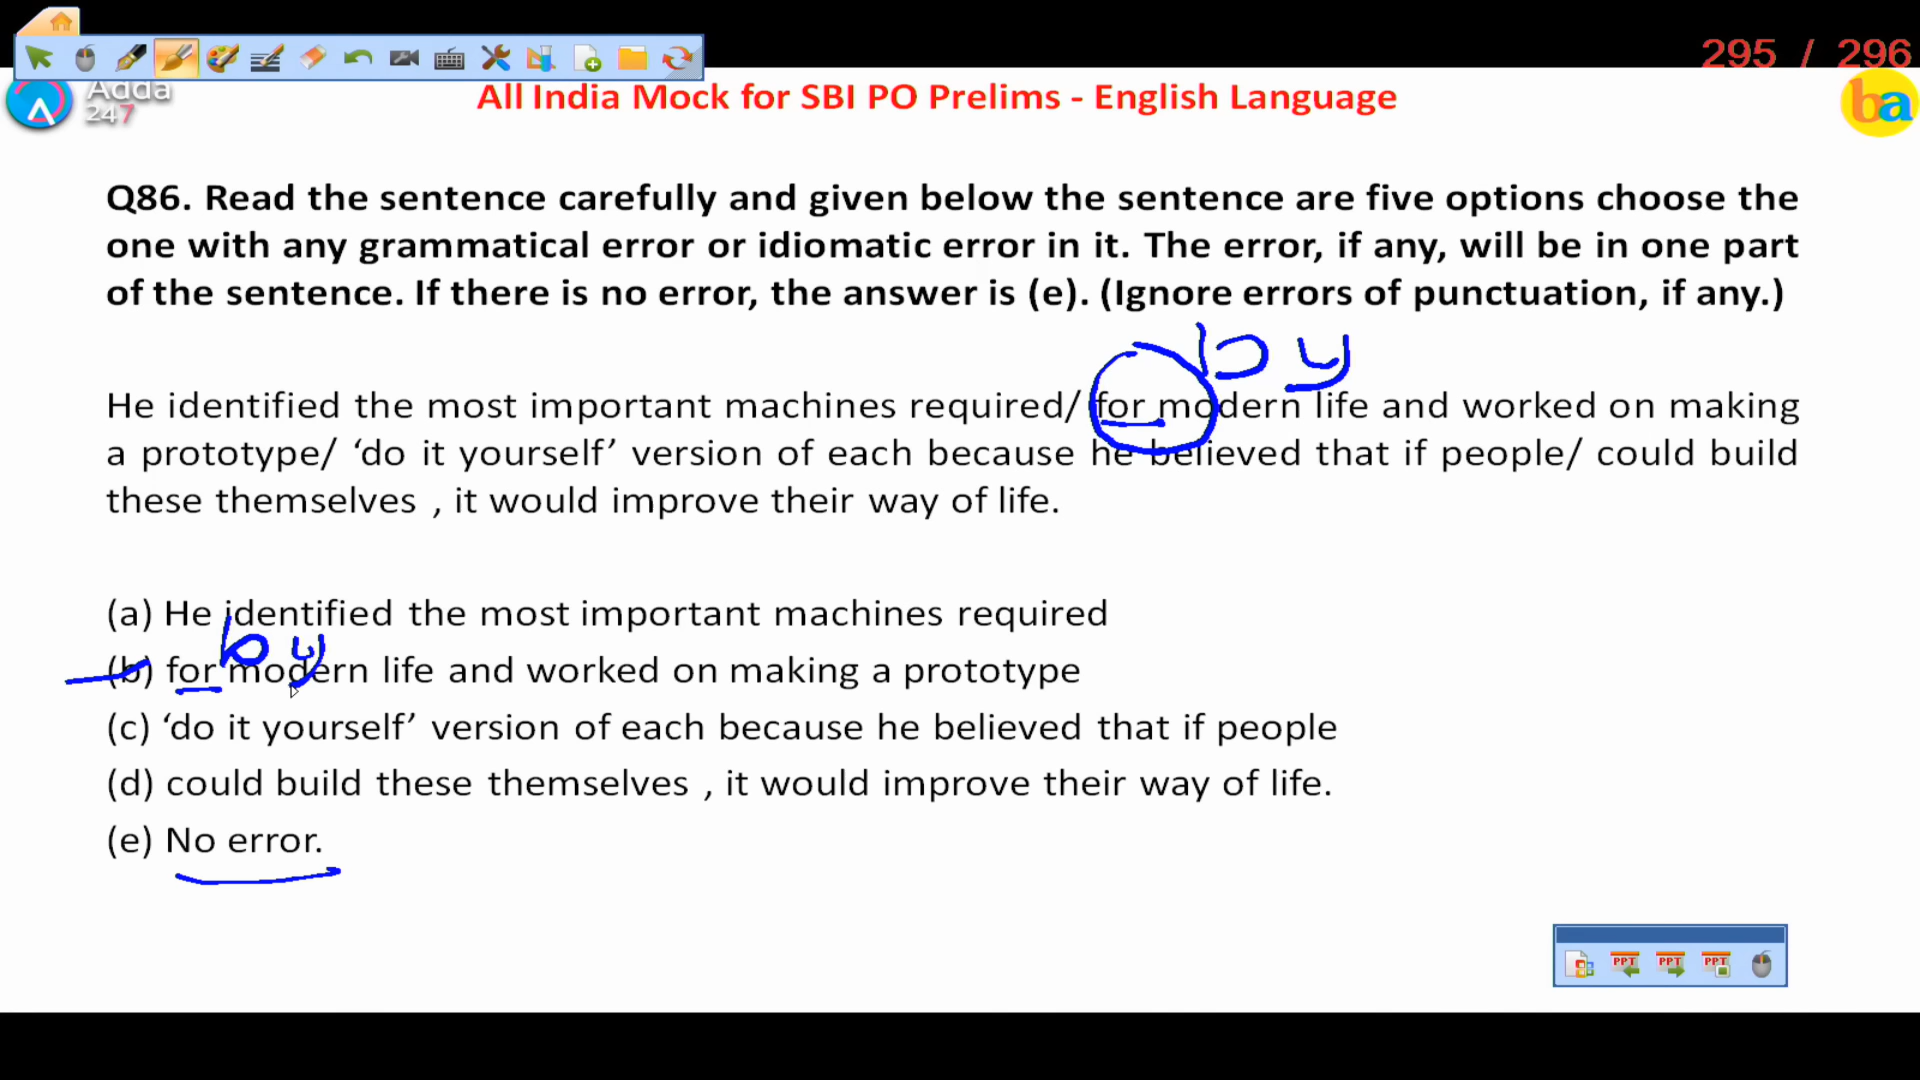 295 / 296
Adda
247
All India Mock for SBI PO Prelims - English Language
ba
Q86. Read the sentence carefully and given below the sentence are five options choose the
one with any grammatical error or idiomatic error in it. The error, if any, will be in one part
of the sentence. If there is no error, the answer is (e). (Ignore errors of punctuation, if any.)
by
He identified the most important machines required/ for modern life and worked on making
a prototype/ ‘do it yourself’ version of each because he believed that if people/ could build
these themselves , it would improve their way of life.
(a) He identified the most important machines required
by
(b) for modern life and worked on making a prototype
(c) ‘do it yourself’ version of each because he believed that if people
(d) could build these themselves , it would improve their way of life.
(e) No error.
PPT PPT PPT